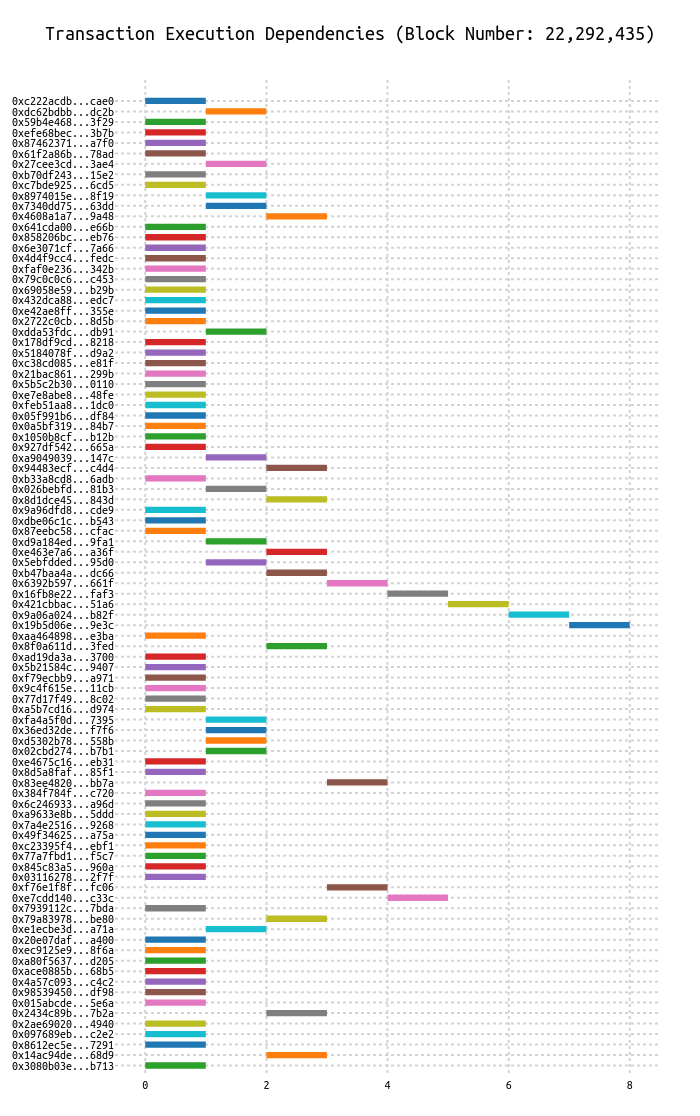 Transaction Execution Dependencies (Block Number: 22,292,435)
0xc222acdb...cae0
0xdc62bdbb...dc2b
0x59b4e468...3f29
0xefe68bec...3b7b
0x87462371...a7f0
0x61f2a86b...78ad
0x27cee3cd...3ae4
0xb70df243...15e2
0xc7bde925...6cd5
0x8974015e...8f19
0x7340dd75...63dd
0x4608a1a7...9a48
0x641cda00...e66b
0x858206bc...eb76
0x6e3071cf...7a66
0x4d4f9cc4...fedc
0xfaf0e236...342b
0x79c0c0c6...c453
0x69058e59...b29b
0x432dca88...edc7
0xe42ae8ff...355e
0x2722c0cb...8d5b
0xdda53fdc...db91
0x178df9cd...8218
0x5184078f...d9a2
0xc38cd085...e81f
0x21bac861...299b
0x5b5c2b30...0110
0xe7e8abe8...48fe
0xfeb51aa8...1dc0
0x05f991b6...df84
0x0a5bf319...84b7
0x1050b8cf...b12b
0x927df542...665a
0xa9049039...147c
0x94483ecf...c4d4
0xb33a8cd8...6adb
0x026bebfd...81b3
0x8d1dce45...843d
0x9a96dfd8...cde9
0xdbe06c1c...b543
0x87eebc58...cfac
0xd9a184ed...9fa1
0xe463e7a6...a36f
0x5ebfdded...95d0
0xb47baa4a...dc66
0x6392b597...661f
0x16fb8e22...faf3
0x421cbbac...51a6
0x9a06a024...b82f
0x19b5d06e...9e3c
0xaa464898...e3ba
0x8f0a611d...3fed
0xad19da3a...3700
0x5b21584c...9407
0xf79ecbb9...a971
0x9c4f615e...11cb
0x77d17f49...8c02
0xa5b7cd16...d974
0xfa4a5f0d...7395
0x36ed32de...f7f6
0xd5302b78...558b
0x02cbd274...b7b1
0xe4675c16...eb31
0x8d5a8faf...85f1
0x83ee4820...bb7a
0x384f784f...c720
0x6c246933...a96d
0xa9633e8b...5ddd
0x7a4e2516...9268
0x49f34625...a75a
0xc23395f4...ebf1
0x77a7fbd1...f5c7
0x845c83a5...960a
0x03116278...2f7f
0xf76e1f8f...fc06
0xe7cdd140...c33c
0x7939112c...7bda
0x79a83978...be80
0xe1ecbe3d...a71a
0x20e07daf...a400
0xec9125e9...8f6a
0xa80f5637...d205
0xace0885b...68b5
0x4a57c093...c4c2
0x98539450...df98
0x015abcde...5e6a
0x2434c89b...7b2a
0x2ae69020...4940
0x097689eb...c2e2
0x8612ec5e...7291
0x14ac94de...68d9
0x3080b03e...b713
0 2 4 6 8